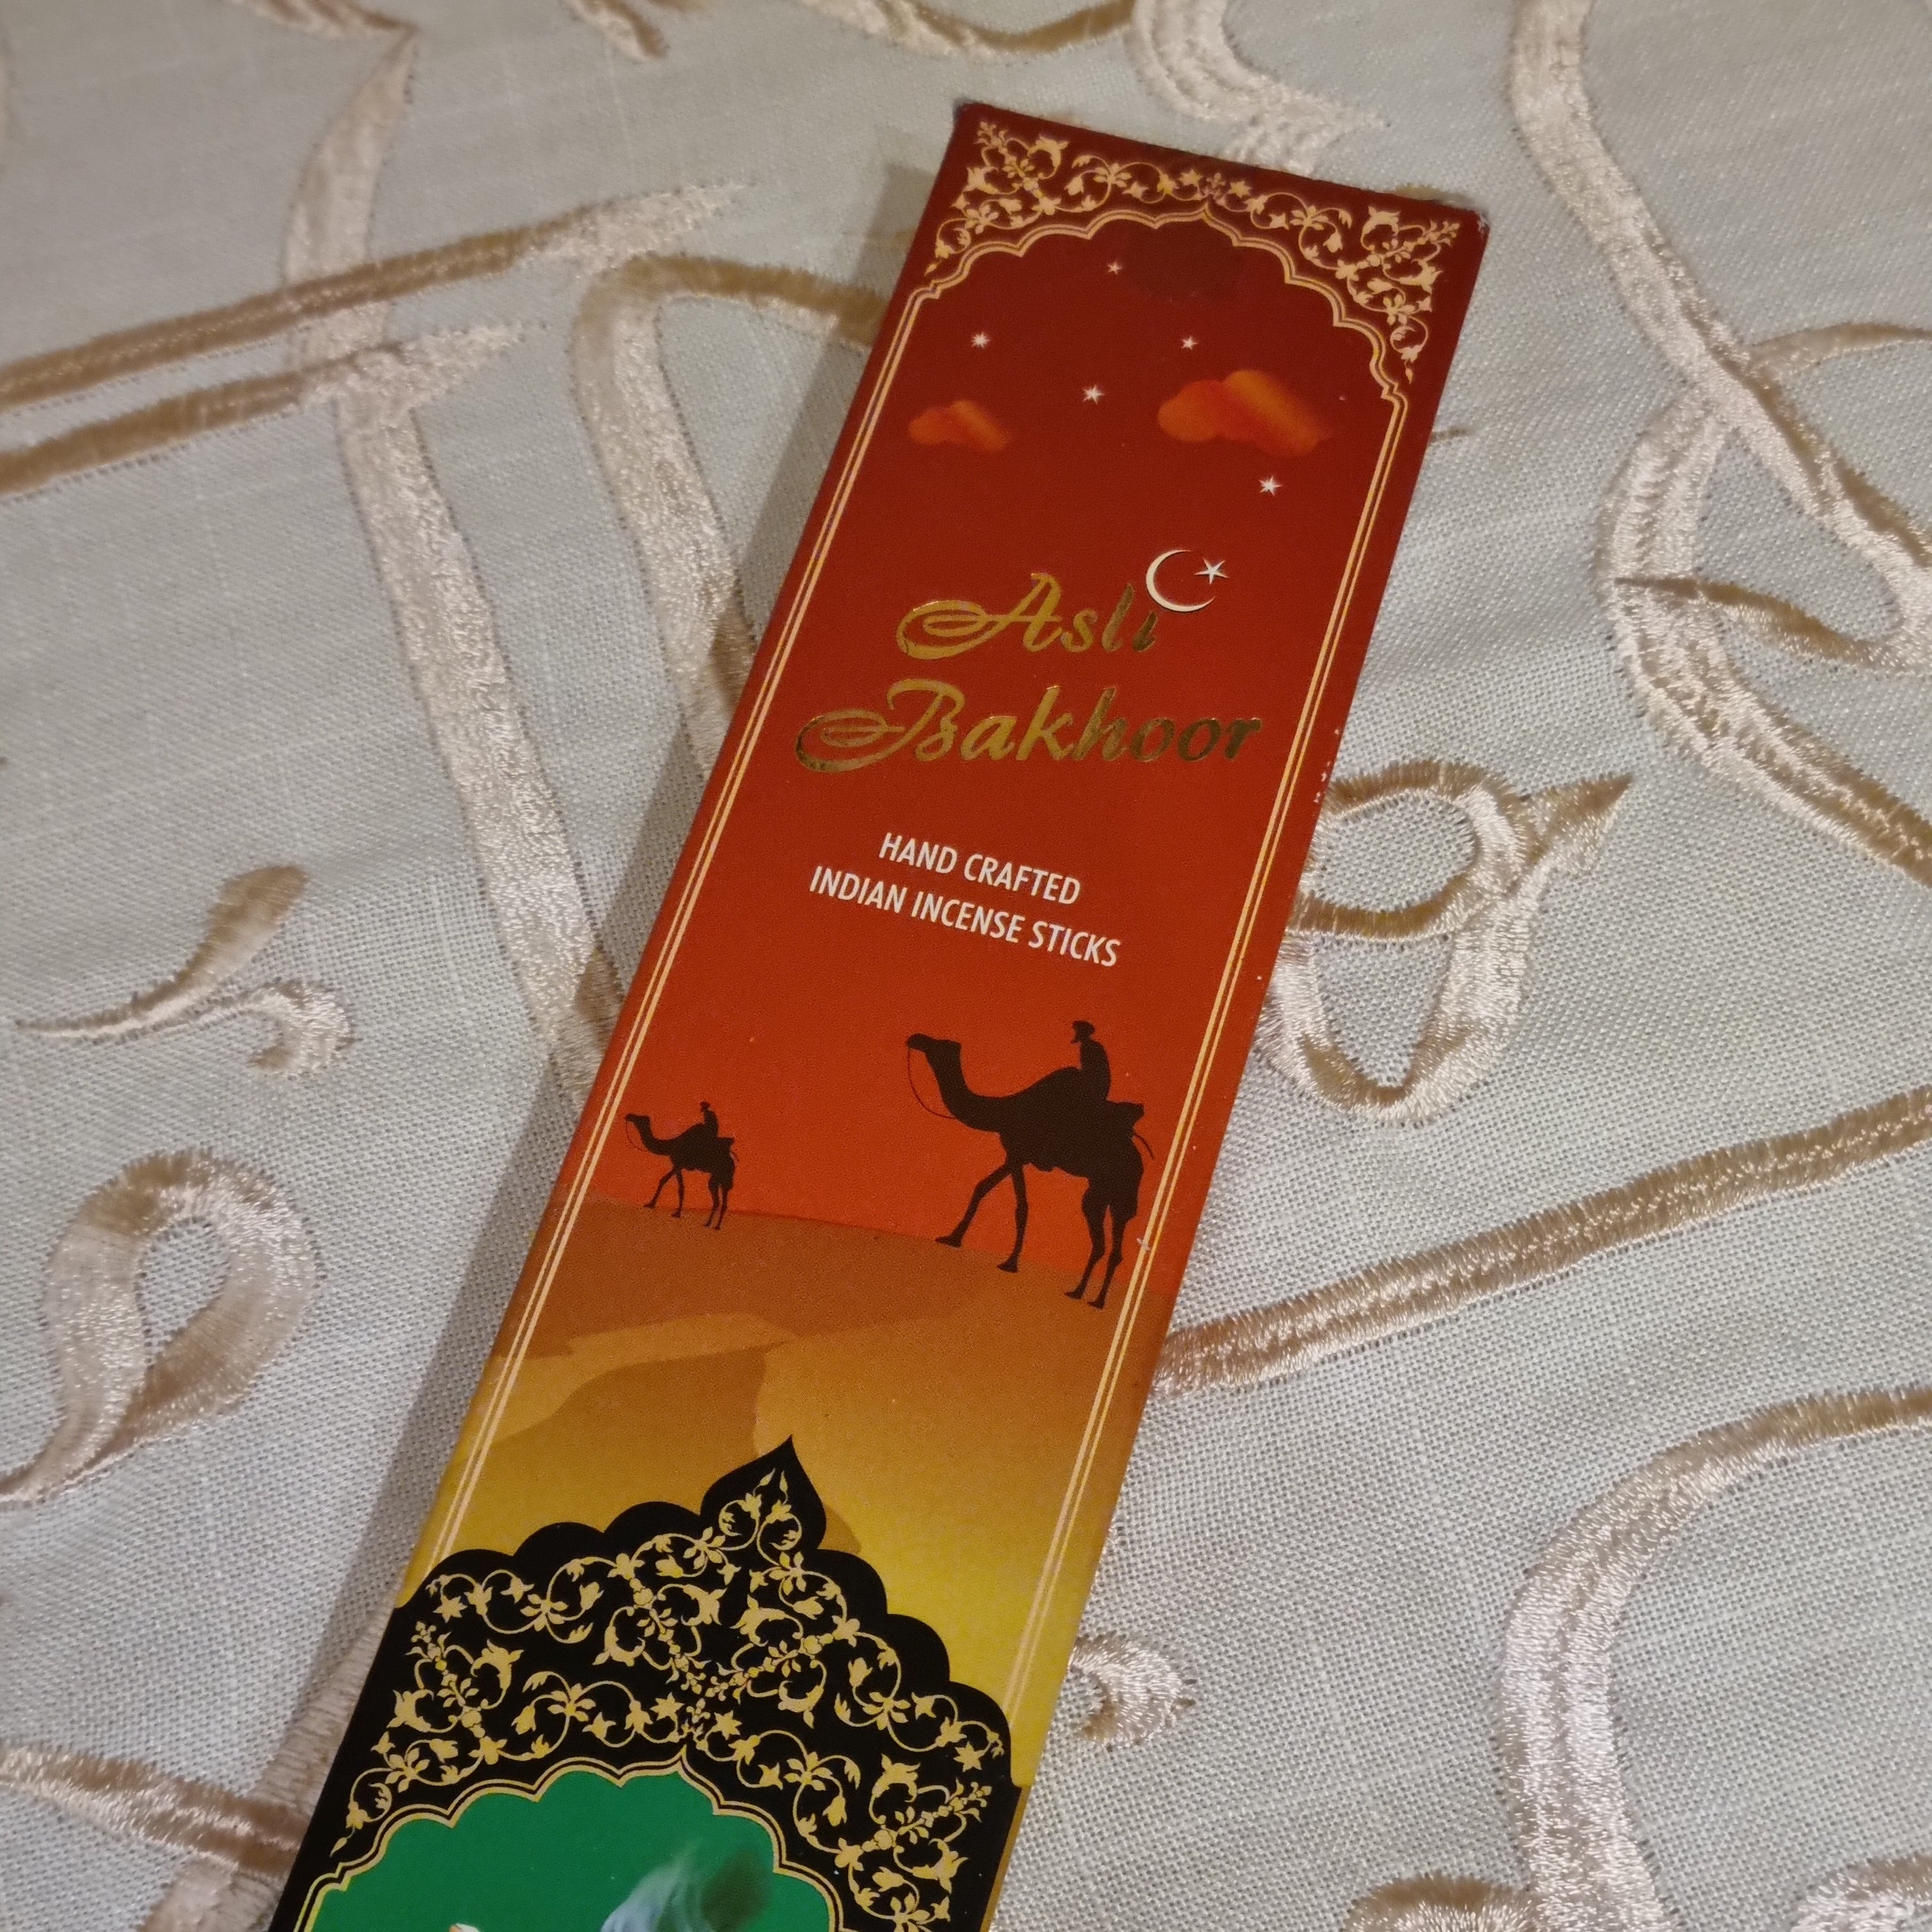 Asli
Bakhoor
HAND CRAFTED
INDIAN INCENSE STICKS